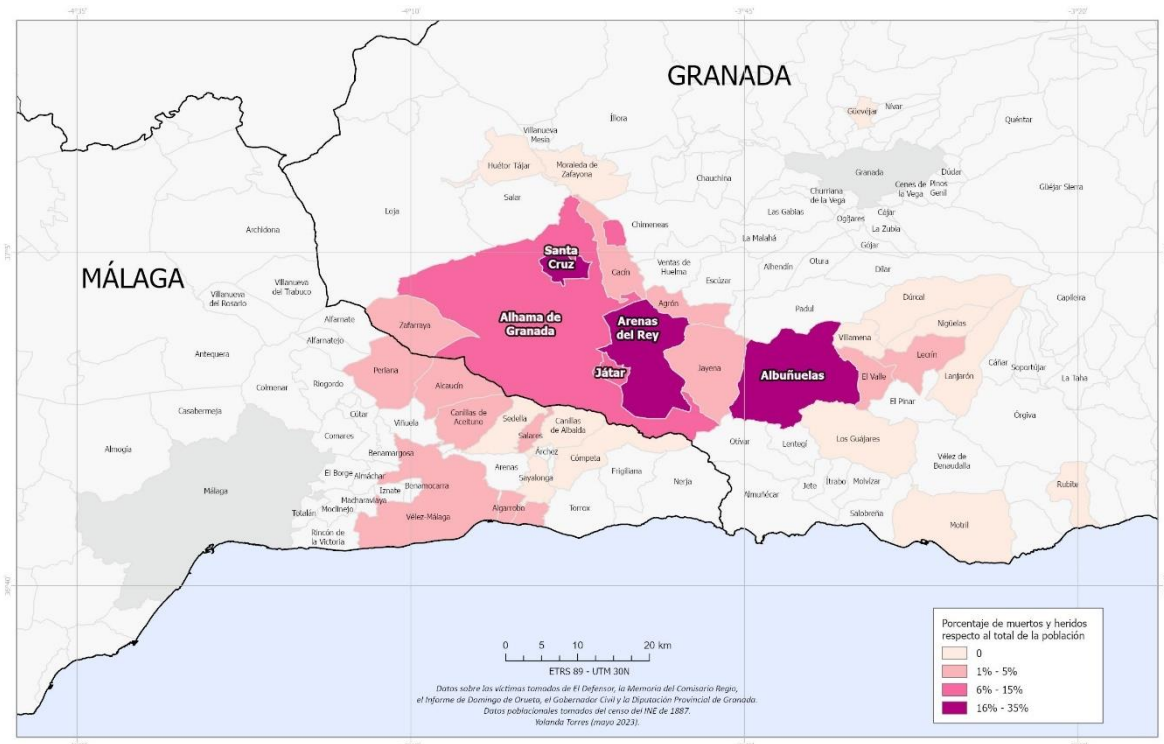 -4°35'
-4°10'
-3°45'
-3°20'
GRANADA
MÁLAGA
Güevéjar
Nívar
Quéntar
Íllora
Villanueva
Mesía
Huétor Tájar
Moraleda de
Zafayona
Chauchina
Granada
Dúdar
Cenes de
la Vega
Pinos
Genil
Güéjar Sierra
Churriana
de la Vega
Salar
Loja
Las Gabias
Ogíjares
Cájar
La Zubia
Chimeneas
Archidona
La Malahá
Gójar
Santa
Cruz
Ventas de
Huelma
Alhendín
Otura
Dílar
Cacín
Escúzar
Villanueva
del Trabuco
Villanueva
del Rosario
Dúrcal
Capileira
Agrón
Padul
Alfarnate
Alhama de
Granada
Arenas
del Rey
Nigüelas
Zafarraya
Villamena
Alfarnatejo
Antequera
Lecrín
Cáñar
Soportújar
Periana
Játar
Jayena
Albuñuelas
El Valle
Lanjarón
La Taha
Colmenar
Riogordo
Alcaucín
El Pinar
Casabermeja
Cútar
Viñuela
Canillas de
Aceituno
Sedella
Canillas
de Albaida
Órgiva
Comares
Salares
Otívar
Lentegí
Los Guájares
Almogía
Benamargosa
Árchez
Cómpeta
Vélez de
Benaudalla
El Borge
Almáchar
Arenas
Frigiliana
Sayalonga
Nerja
Jete
Ítrabo
Molvízar
Rubite
Málaga
Iznate
Benamocarra
Almuñécar
Macharaviaya
Moclinejo
Totalán
Algarrobo
Torrox
Salobreña
Vélez-Málaga
Motril
Rincón de
la Victoria
Porcentaje de muertos y heridos
respecto al total de la población
0
1% - 5%
6% - 15%
16% - 35%
0 5 10 20 km
ETRS 89 - UTM 30N
Datos sobre las víctimas tomados de El Defensor, la Memoria del Comisario Regio,
el Informe de Domingo de Orueta, el Gobernador Civil y la Diputación Provincial de Granada.
Datos poblacionales tomados del censo del INE de 1887.
Yolanda Torres (mayo 2023).